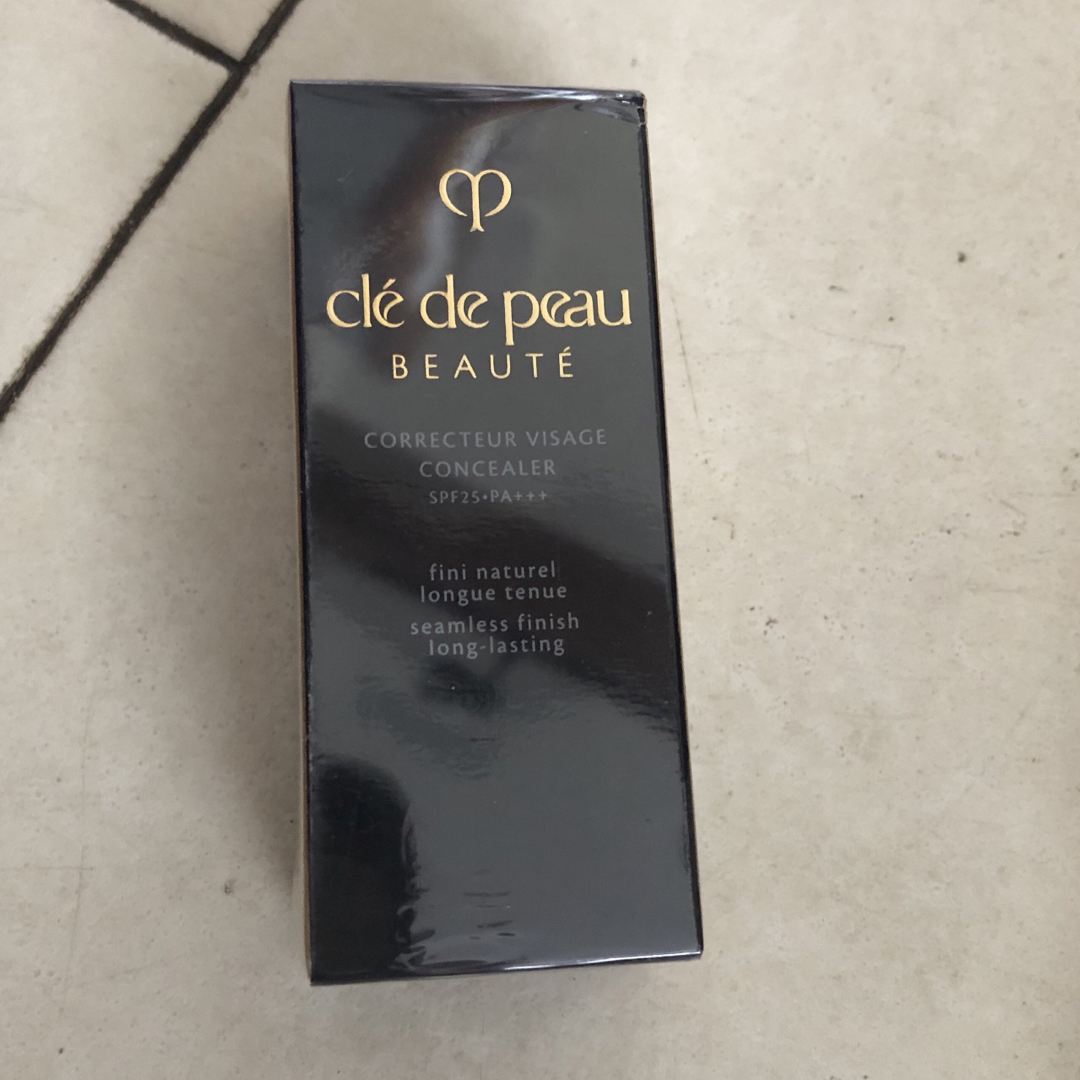 clé de peau
BEAUTÉ
CORRECTEUR VISAGE
CONCEALER
SPF25•PA+++
fini naturel
longue tenue
seamless finish
long-lasting